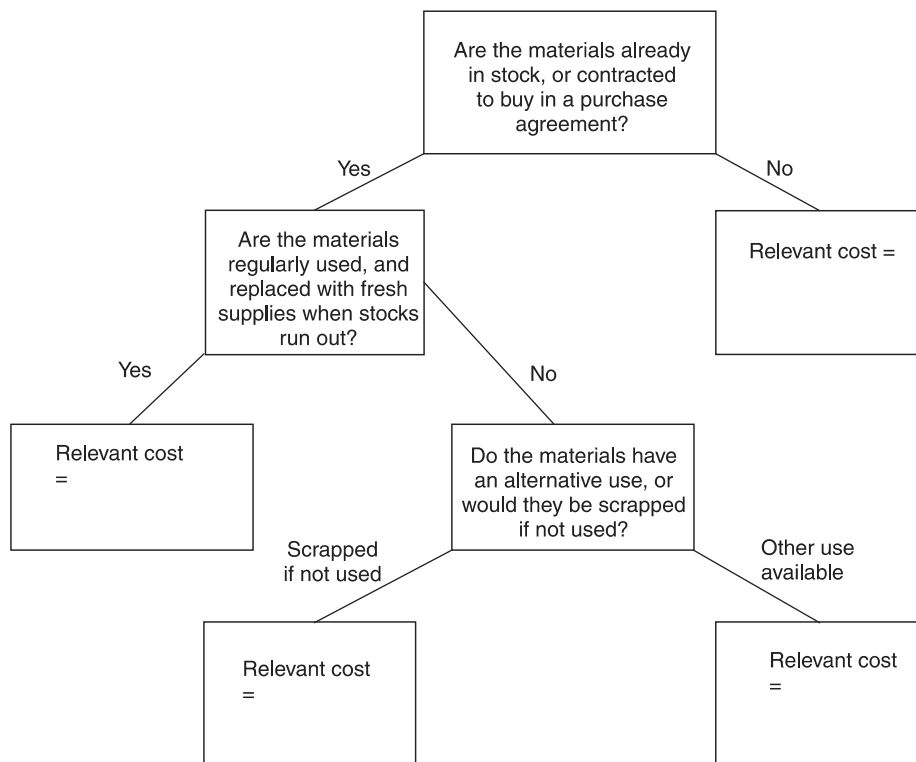 Are the materials already
in stock, or contracted
to buy in a purchase
agreement?
Yes
No
Are the materials
regularly used, and
replaced with fresh
supplies when stocks
run out?
Relevant cost =
Yes
No
Relevant cost
=
Do the materials have
an alternative use, or
would they be scrapped
if not used?
Scrapped
if not used
Other use
available
Relevant cost
=
Relevant cost
=